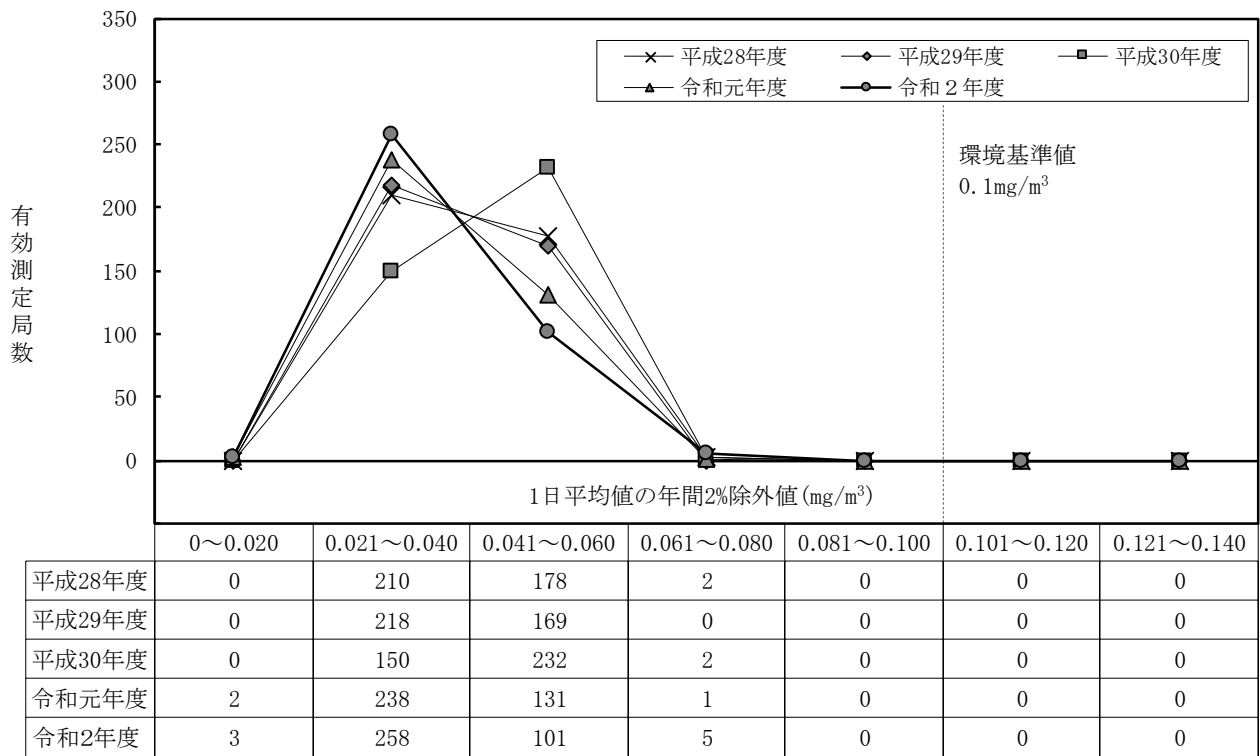 350
300
250
200
150
100
50
0
有効測定局数
平成28年度 平成29年度 平成30年度
令和元年度 令和２年度
環境基準値
0.1mg/m³
1日平均値の年間2%除外値(mg/m³)
0～0.020 0.021～0.040 0.041～0.060 0.061～0.080 0.081～0.100 0.101～0.120 0.121～0.140
平成28年度 0 210 178 2 0 0 0
平成29年度 0 218 169 0 0 0 0
平成30年度 0 150 232 2 0 0 0
令和元年度 2 238 131 1 0 0 0
令和2年度 3 258 101 5 0 0 0